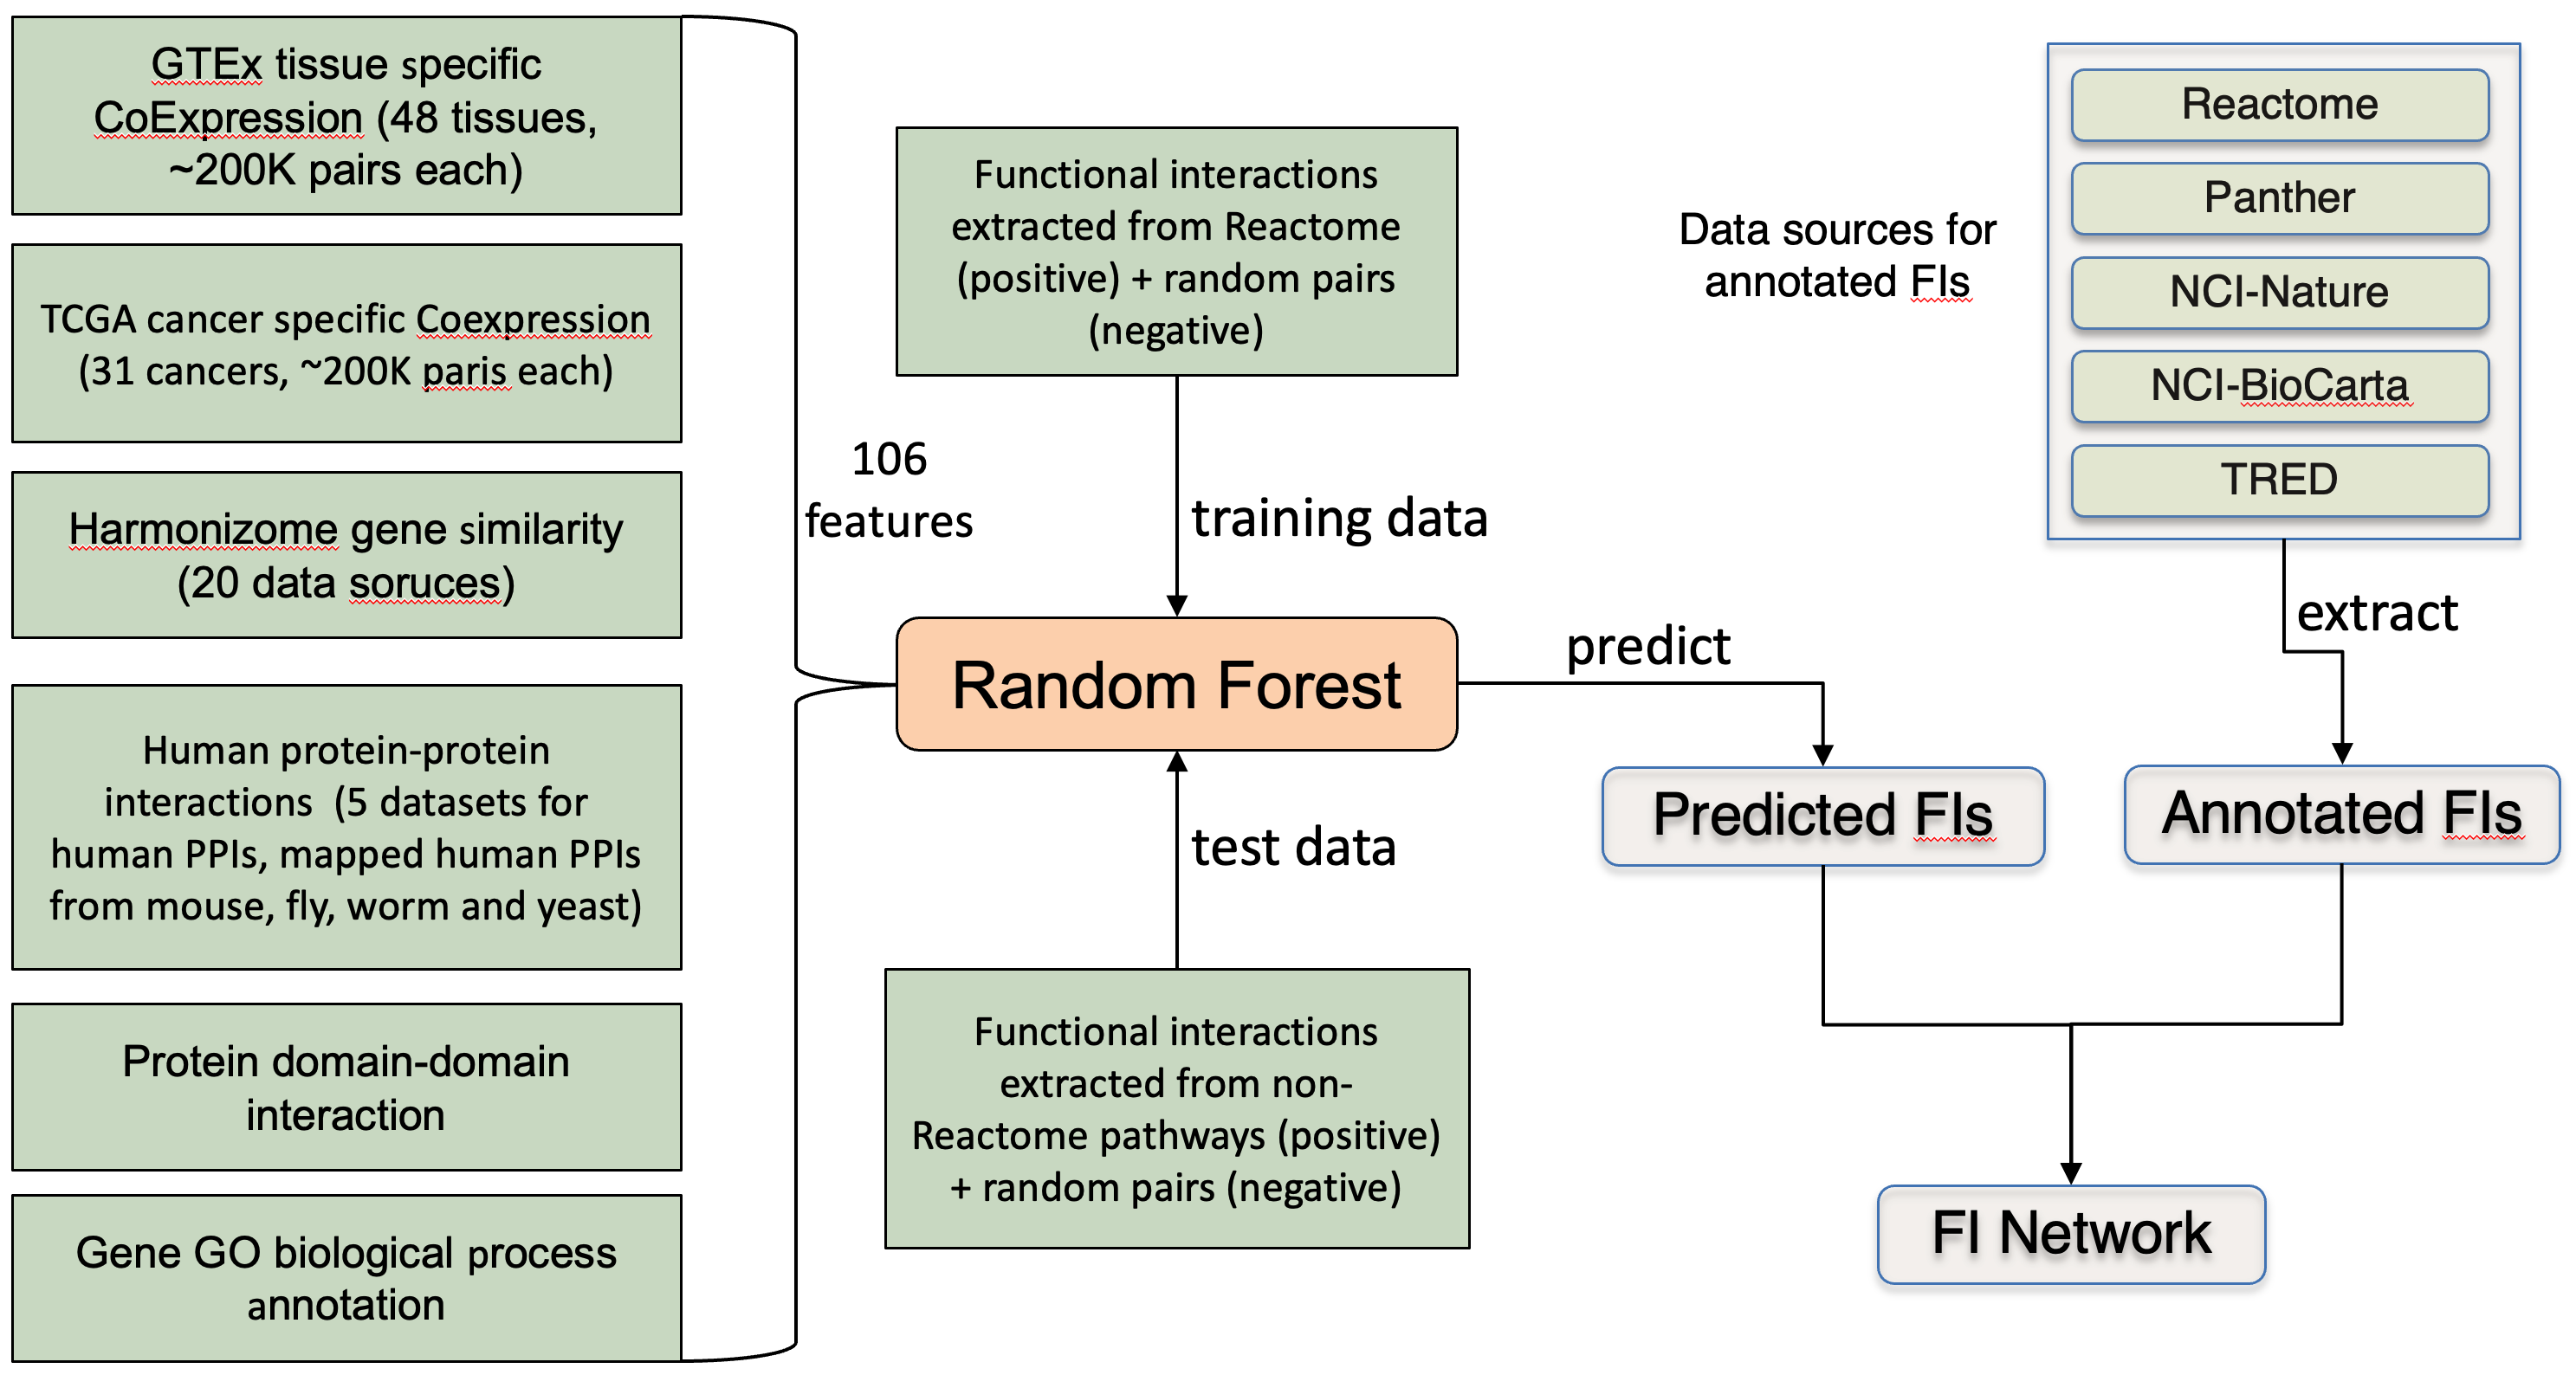 GTEx tissue specific
CoExpression (48 tissues,
~200K pairs each)
TCGA cancer specific Coexpression
(31 cancers, ~200K paris each)
Harmonizome gene similarity
(20 data soruces)
Human protein-protein
interactions (5 datasets for
human PPIs, mapped human PPIs
from mouse, fly, worm and yeast)
Protein domain-domain
interaction
Gene GO biological process
annotation
106
features
Functional interactions
extracted from Reactome
(positive) + random pairs
(negative)
training data
Random Forest
test data
Functional interactions
extracted from non-
Reactome pathways (positive)
+ random pairs (negative)
predict
Data sources for
annotated FIs
Reactome
Panther
NCI-Nature
NCI-BioCarta
TRED
extract
Predicted FIs
Annotated FIs
FI Network